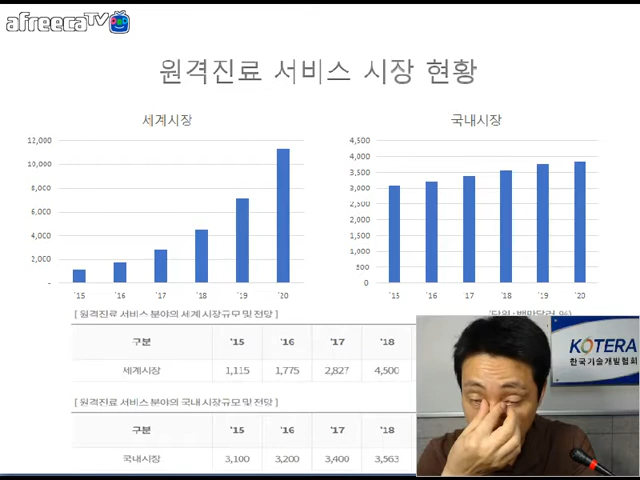 afreecaTV
원격진료 서비스 시장 현황
세계시장
12,000
10,000
8,000
6,000
4,000
2,000
-
'15 '16 '17 '18 '19 '20
국내시장
4,500
4,000
3,500
3,000
2,500
2,000
1,500
1,000
500
0
'15 '16 17 '18 '19 '20
[ 원격진료 서비스 분야의 세계 시장규모 및 전망 ]
(단위 : 백만달러, %)
구분 '15 '16 '17 '18
세계시장 1,115 1,775 2,827 4,500
[ 원격진료 서비스 분야의 국내 시장규모 및 전망 ]
구분 '15 '16 '17 '18
국내시장 3,100 3,200 3,400 3,563
KOTERA
한국기술개발협회